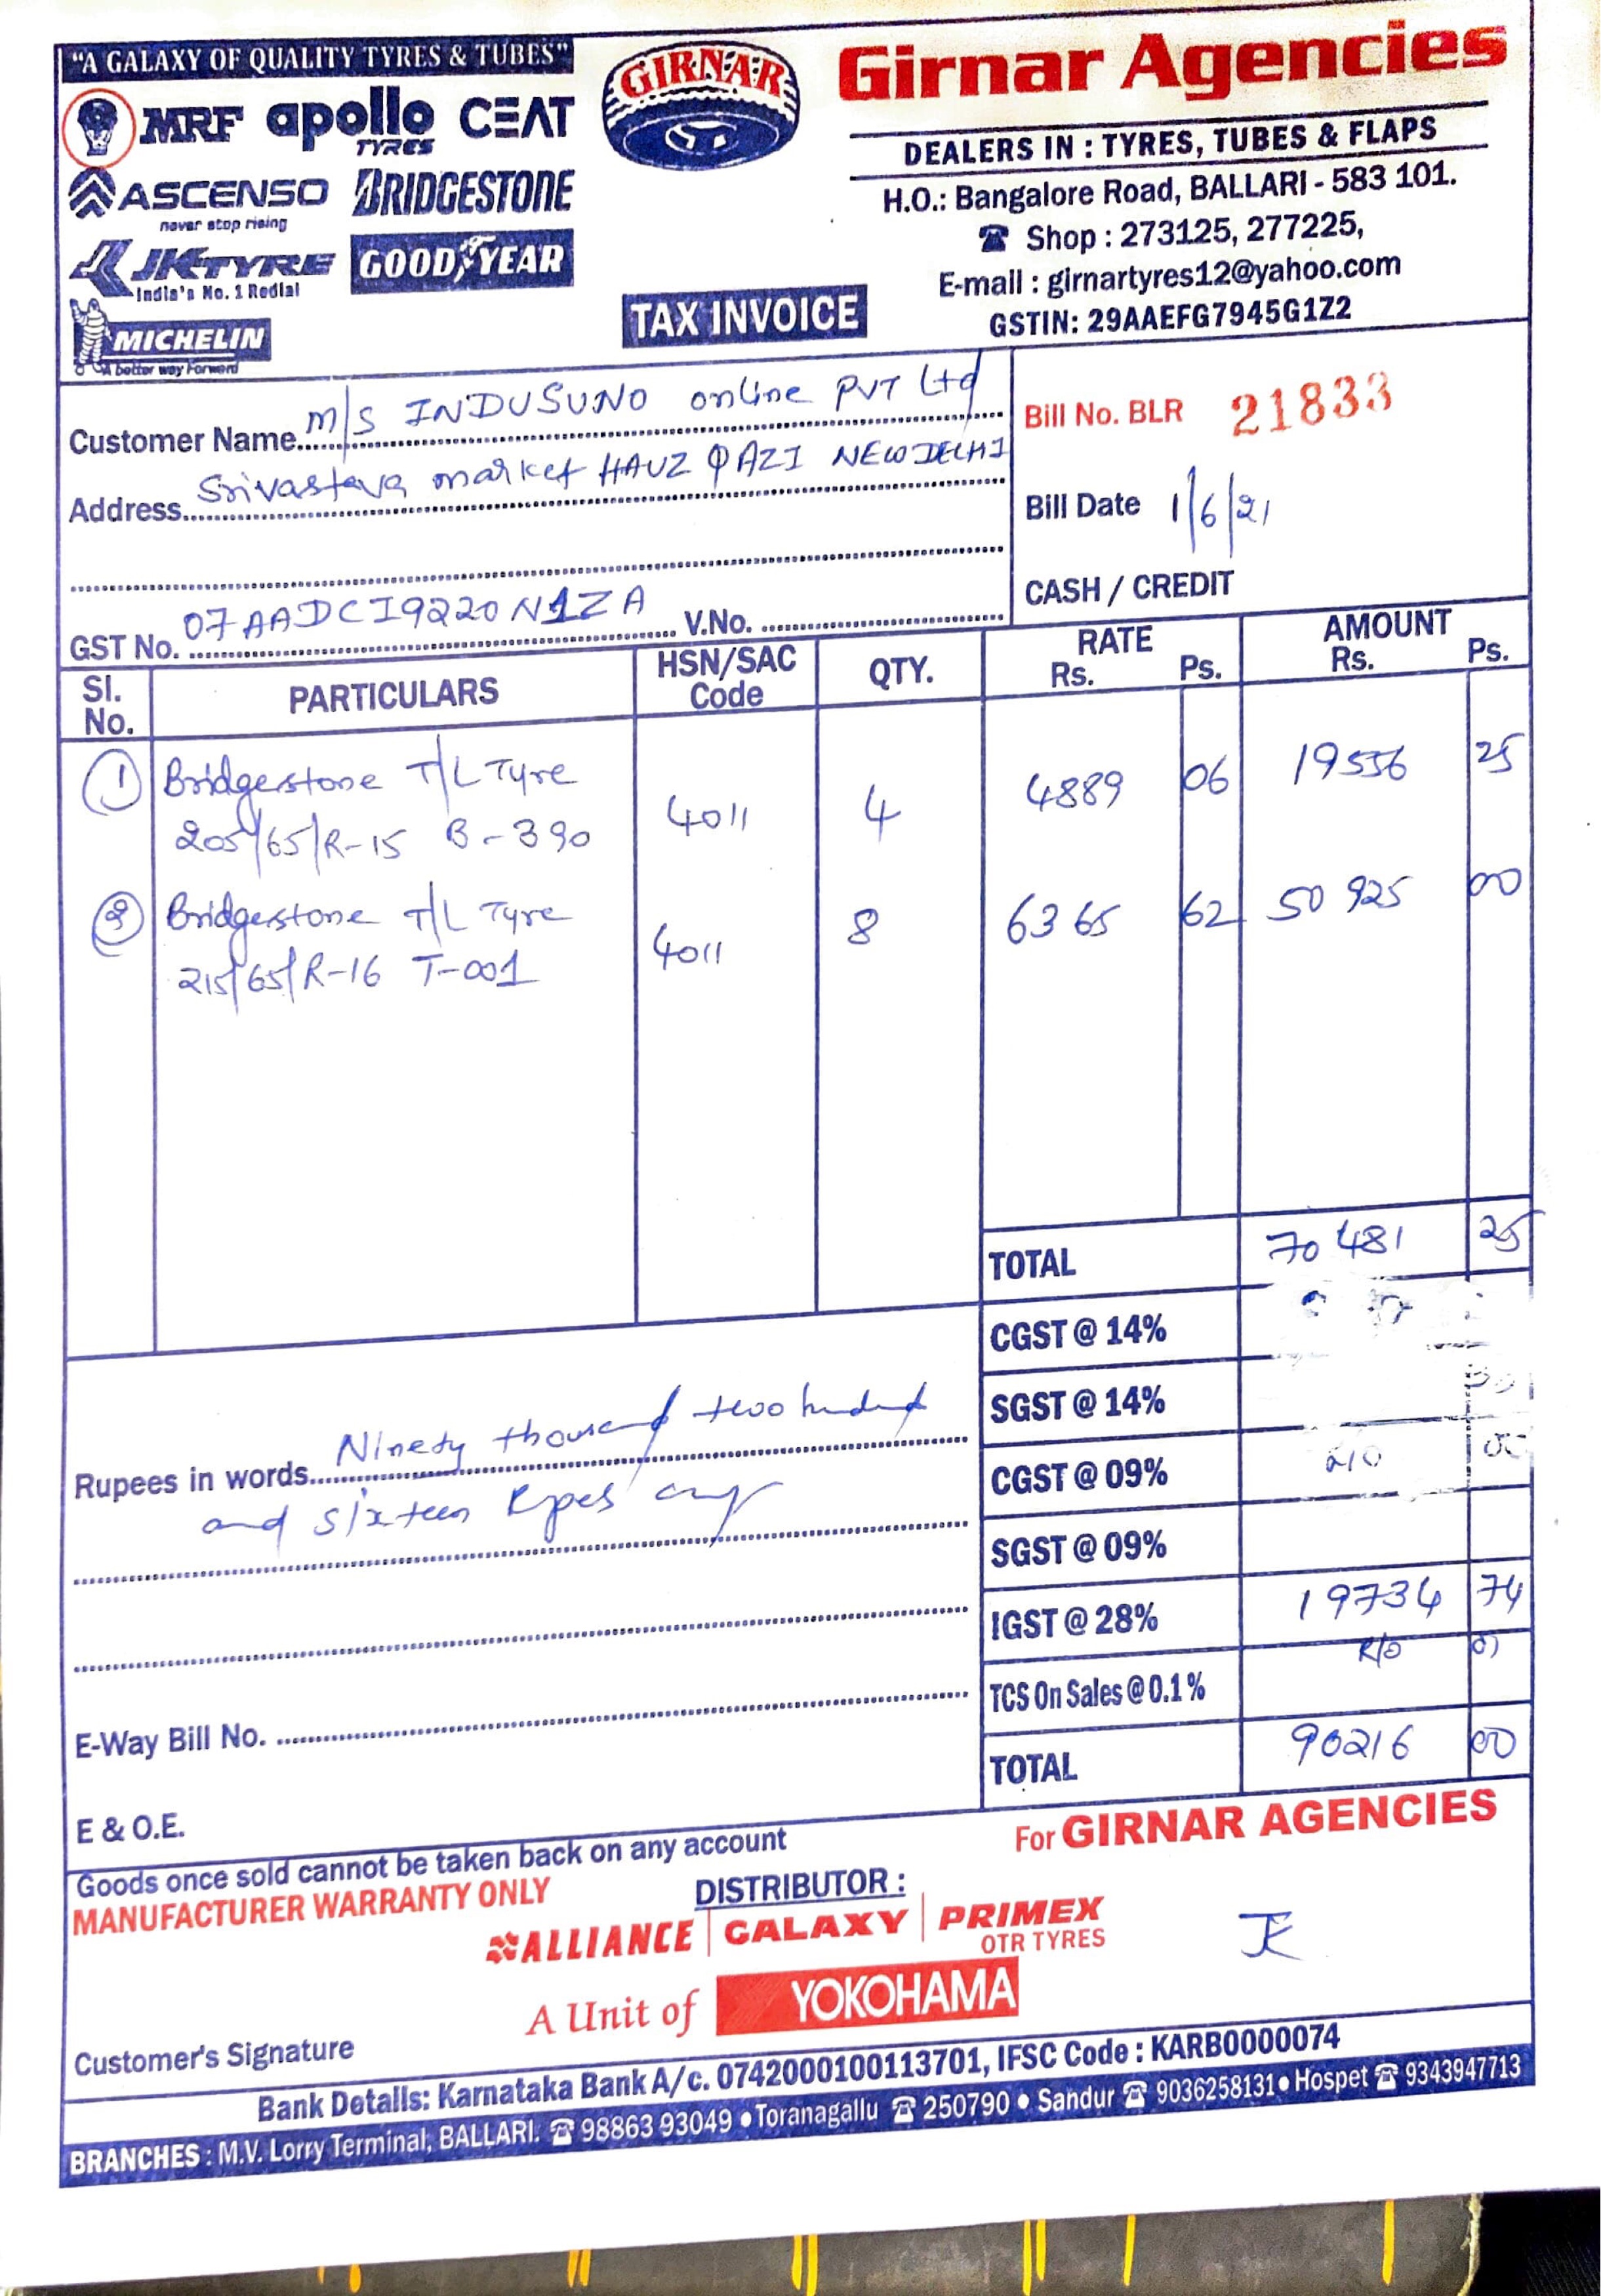 "A GALAXY OF QUALITY TYRES & TUBES"
MRF apollo TYRES CEAT
ASCENSO never stop rising BRIDGESTONE
JK TYRE India's No. 1 Redial GOODYEAR
MICHELIN A better way Forward
GIRNAR
TAX INVOICE
Girnar Agencies
DEALERS IN : TYRES, TUBES & FLAPS
H.O.: Bangalore Road, BALLARI - 583 101.
☎ Shop : 273125, 277225,
E-mail : girnartyres12@yahoo.com
GSTIN: 29AAEFG7945G1Z2
Customer Name M/S INDUSUNO online PVT Ltd
Address Srivastava market HAUZ QAZI NEW DELHI
GST No. 07AADCI9220N1ZA V.No.
Bill No. BLR 21833
Bill Date 1/6/21
CASH / CREDIT
Sl. No. PARTICULARS HSN/SAC Code QTY. RATE Rs. Ps. AMOUNT Rs. Ps.
1 Bridgestone T/L Tyre 4011 4 4889 06 19556 25
205/65/R-15 B-390
2 Bridgestone T/L Tyre 4011 8 6365 62 50925 00
215/65/R-16 T-001
TOTAL 70481 25
CGST @ 14%
SGST @ 14%
CGST @ 09%
SGST @ 09%
IGST @ 28% 19734 74
R/o 01
TCS On Sales @ 0.1%
TOTAL 90216 00
Rupees in words Ninety thousand two hundred
and sixteen Rupees only
E-Way Bill No.
E & O.E.
Goods once sold cannot be taken back on any account
MANUFACTURER WARRANTY ONLY
For GIRNAR AGENCIES
DISTRIBUTOR :
ALLIANCE GALAXY PRIMEX OTR TYRES
A Unit of YOKOHAMA
Customer's Signature
Bank Details: Karnataka Bank A/c. 0742000100113701, IFSC Code : KARB0000074
BRANCHES : M.V. Lorry Terminal, BALLARI. ☎ 98863 93049 • Toranagallu ☎ 250790 • Sandur ☎ 9036258131 • Hospet ☎ 9343947713